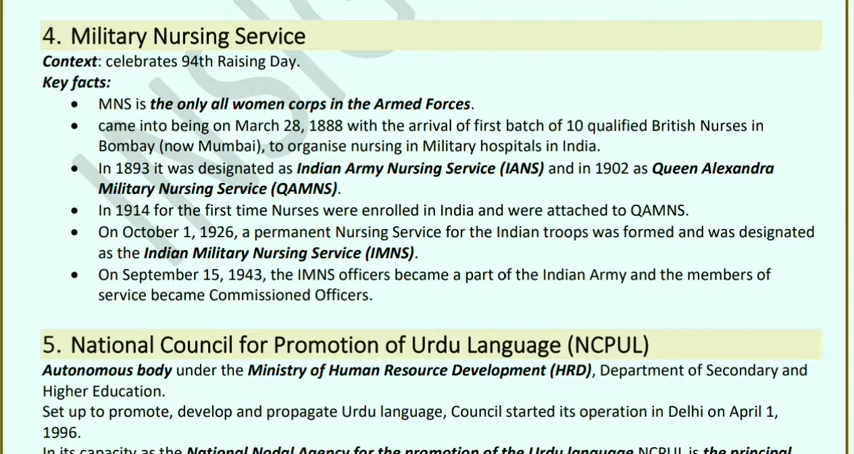 4. Military Nursing Service
Context: celebrates 94th Raising Day.
Key facts:
• MNS is the only all women corps in the Armed Forces.
• came into being on March 28, 1888 with the arrival of first batch of 10 qualified British Nurses in
Bombay (now Mumbai), to organise nursing in Military hospitals in India.
• In 1893 it was designated as Indian Army Nursing Service (IANS) and in 1902 as Queen Alexandra
Military Nursing Service (QAMNS).
• In 1914 for the first time Nurses were enrolled in India and were attached to QAMNS.
• On October 1, 1926, a permanent Nursing Service for the Indian troops was formed and was designated
as the Indian Military Nursing Service (IMNS).
• On September 15, 1943, the IMNS officers became a part of the Indian Army and the members of
service became Commissioned Officers.
5. National Council for Promotion of Urdu Language (NCPUL)
Autonomous body under the Ministry of Human Resource Development (HRD), Department of Secondary and
Higher Education.
Set up to promote, develop and propagate Urdu language, Council started its operation in Delhi on April 1,
1996.
In its capacity as the National Nodal Agency for the promotion of the Urdu language NCPUL is the principal